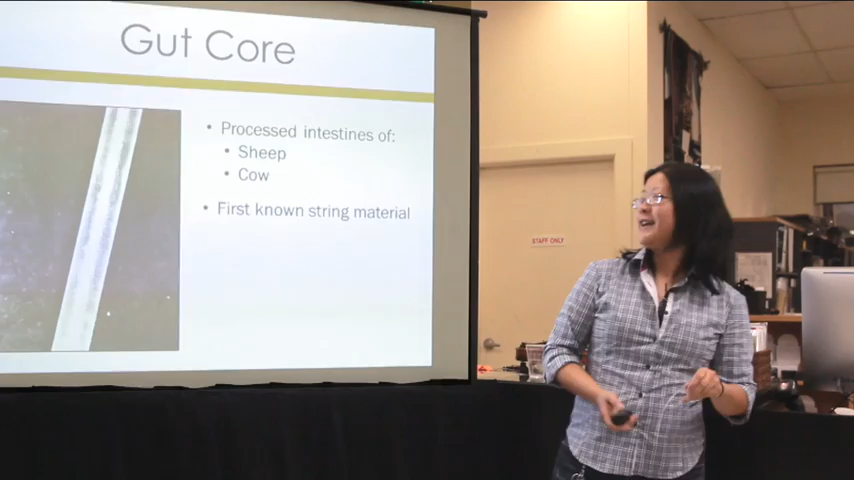 Gut Core
• Processed intestines of:
• Sheep
• Cow
• First known string material
STAFF ONLY